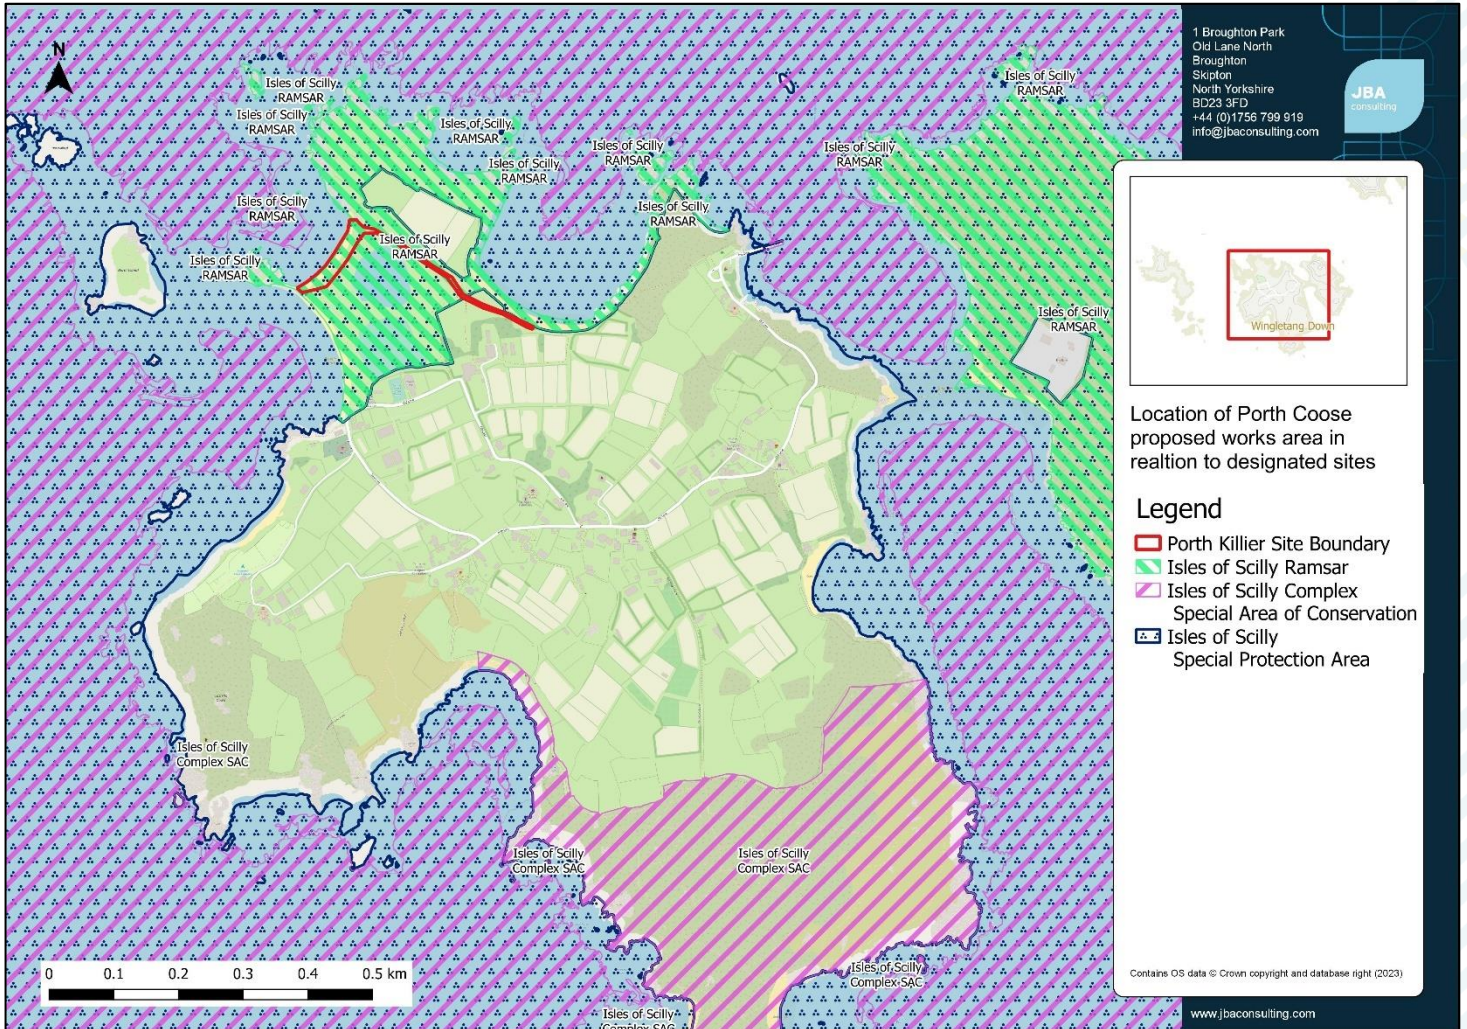 N
Isles of Scilly
RAMSAR
Isles of Scilly
RAMSAR
Isles of Scilly
RAMSAR
Isles of Scilly
RAMSAR
Isles of Scilly
RAMSAR
Isles of Scilly
RAMSAR
Isles of Scilly
RAMSAR
Isles of Scilly
RAMSAR
Isles of Scilly
RAMSAR
Isles of Scilly
RAMSAR
Isles of Scilly
RAMSAR
Isles of Scilly
RAMSAR
Isles of Scilly
Complex SAC
Isles of Scilly
Complex SAC
Isles of Scilly
Complex SAC
Isles of Scilly
Complex SAC
Isles of Scilly
Complex SAC
0 0.1 0.2 0.3 0.4 0.5 km
1 Broughton Park
Old Lane North
Broughton
Skipton
North Yorkshire
BD23 3FD
+44 (0)1756 799 919
info@jbaconsulting.com
JBA
consulting
Wingletang Down
Location of Porth Coose
proposed works area in
realtion to designated sites
Legend
Porth Killier Site Boundary
Isles of Scilly Ramsar
Isles of Scilly Complex
Special Area of Conservation
Isles of Scilly
Special Protection Area
Contains OS data © Crown copyright and database right (2023)
www.jbaconsulting.com